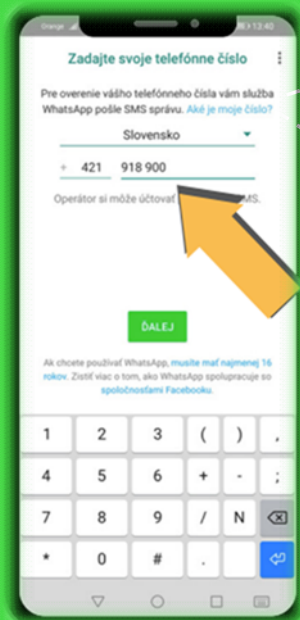 Orange
12:40
Zadajte svoje telefónne číslo
Pre overenie vášho telefónneho čísla vám služba
WhatsApp pošle SMS správu. Aké je moje číslo?
Slovensko
+ 421 918 900
Operátor si môže účtovať SMS.
ĎALEJ
Ak chcete používať WhatsApp, musíte mať najmenej 16
rokov. Zistiť viac o tom, ako WhatsApp spolupracuje so
spoločnosťami Facebooku.
1 2 3 ( ) ,
4 5 6 + - ;
7 8 9 / N
* 0 # .